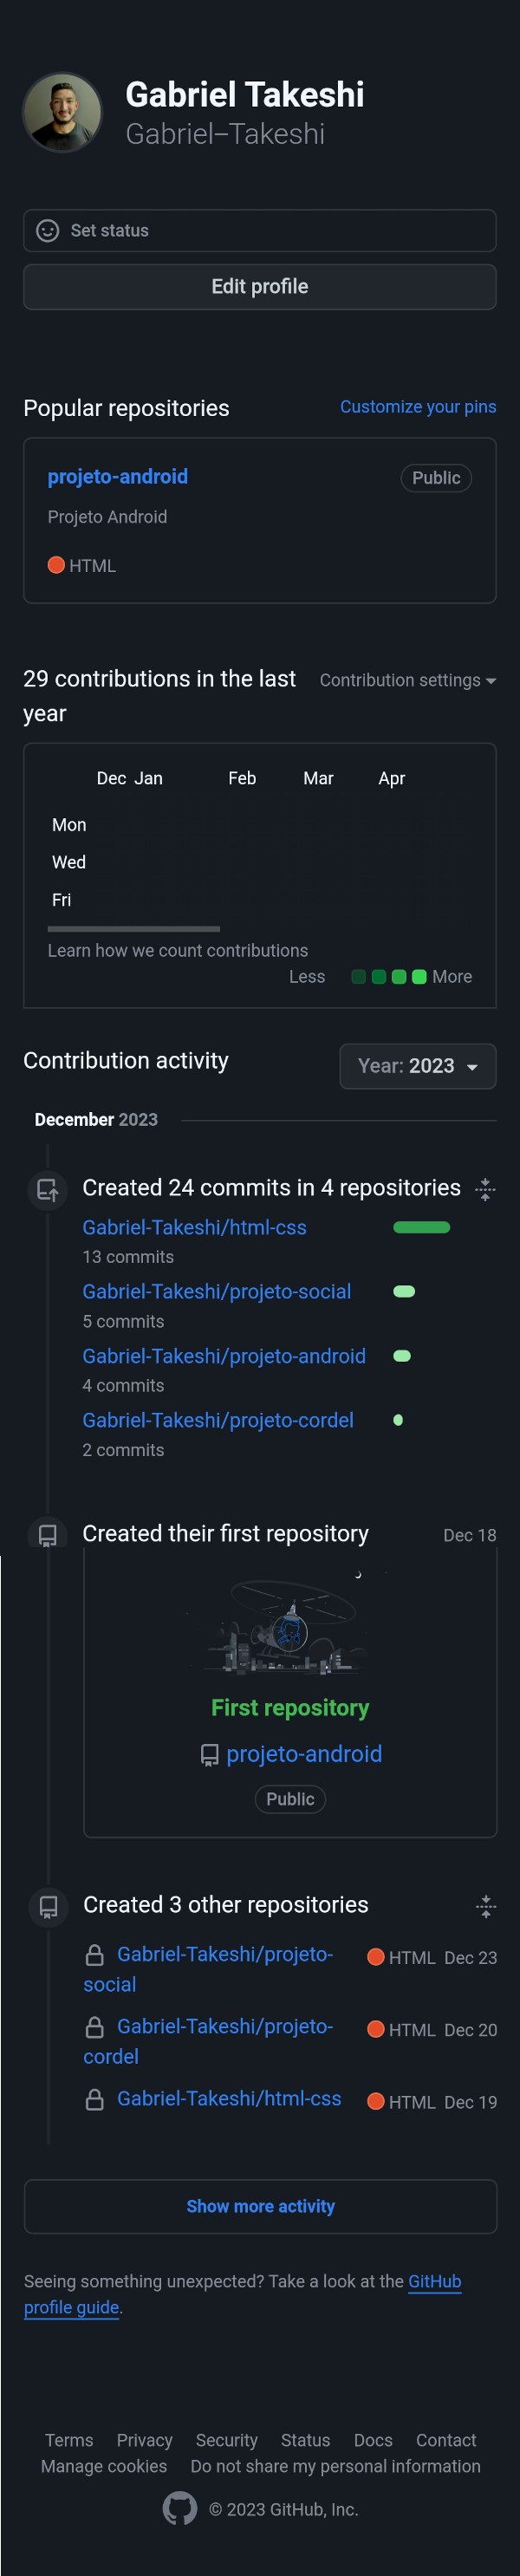 Gabriel Takeshi
Gabriel-Takeshi
Set status
Edit profile
Popular repositories
Customize your pins
projeto-android
Public
Projeto Android
HTML
29 contributions in the last
year
Contribution settings
Dec Jan Feb Mar Apr
Mon
Wed
Fri
Learn how we count contributions
Less More
Contribution activity
Year: 2023
December 2023
Created 24 commits in 4 repositories
Gabriel-Takeshi/html-css
13 commits
Gabriel-Takeshi/projeto-social
5 commits
Gabriel-Takeshi/projeto-android
4 commits
Gabriel-Takeshi/projeto-cordel
2 commits
Created their first repository
Dec 18
First repository
projeto-android
Public
Created 3 other repositories
Gabriel-Takeshi/projeto-
social
HTML Dec 23
Gabriel-Takeshi/projeto-
cordel
HTML Dec 20
Gabriel-Takeshi/html-css
HTML Dec 19
Show more activity
Seeing something unexpected? Take a look at the GitHub
profile guide.
Terms Privacy Security Status Docs Contact
Manage cookies Do not share my personal information
© 2023 GitHub, Inc.